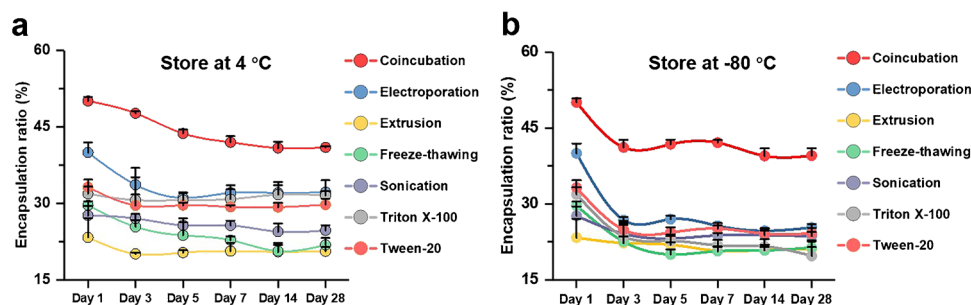 a
Encapsulation ratio (%)
60
45
30
15
Store at 4 °C
Day 1 Day 3 Day 5 Day 7 Day 14 Day 28
Coincubation
Electroporation
Extrusion
Freeze-thawing
Sonication
Triton X-100
Tween-20
b
Encapsulation ratio (%)
60
45
30
15
Store at -80 °C
Day 1 Day 3 Day 5 Day 7 Day 14 Day 28
Coincubation
Electroporation
Extrusion
Freeze-thawing
Sonication
Triton X-100
Tween-20